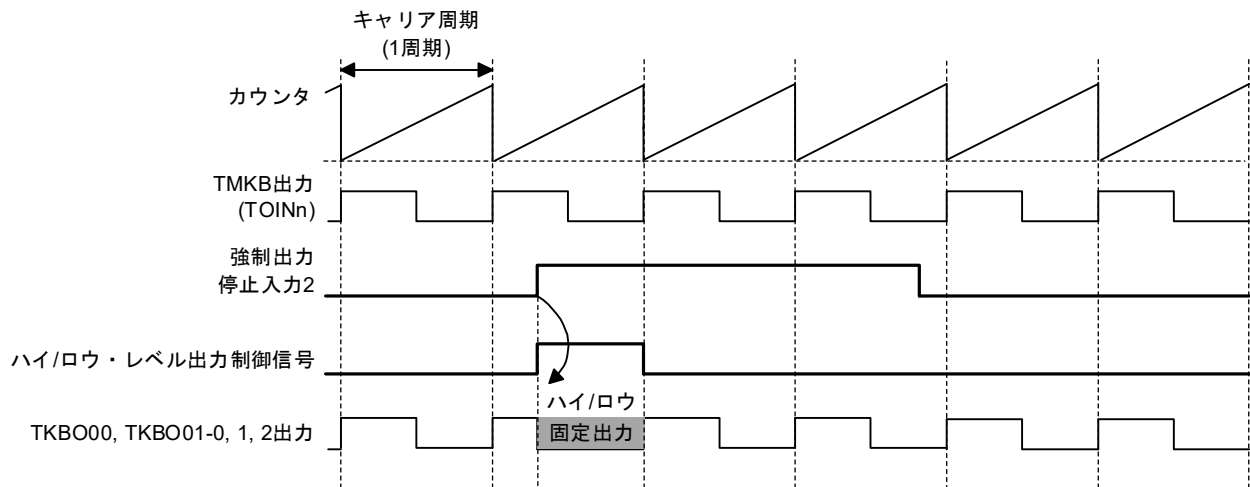 キャリア周期
(1周期)
カウンタ
TMKB出力
(TOINn)
強制出力
停止入力2
ハイ/ロウ・レベル出力制御信号
ハイ/ロウ
固定出力
TKBO00, TKBO01-0, 1, 2出力